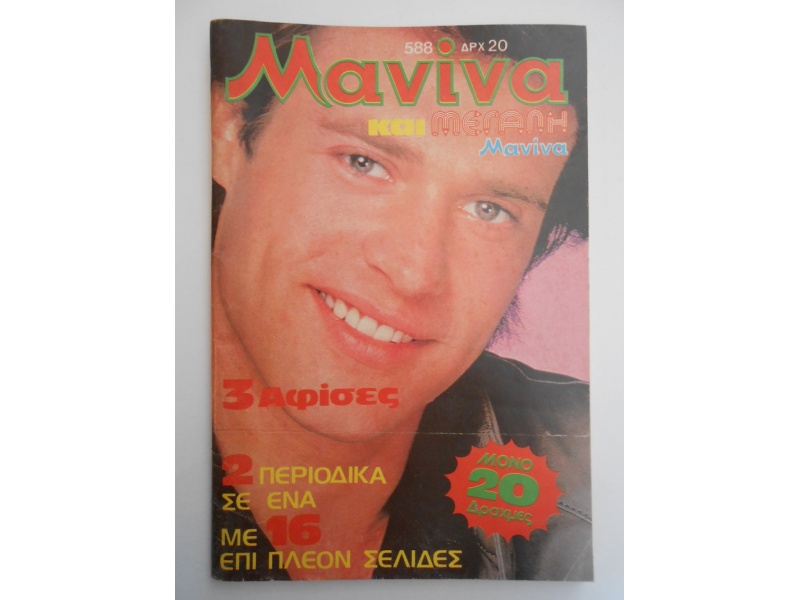 588 ΔΡΧ 20
Μανίνα
και ΜΕΓΑΛΗ
Μανίνα
3 Αφίσες
2 ΠΕΡΙΟΔΙΚΑ
ΣΕ ΕΝΑ
ΜΕ 16
ΕΠΙ ΠΛΕΟΝ ΣΕΛΙΔΕΣ
ΜΟΝΟ
20
Δραχμες